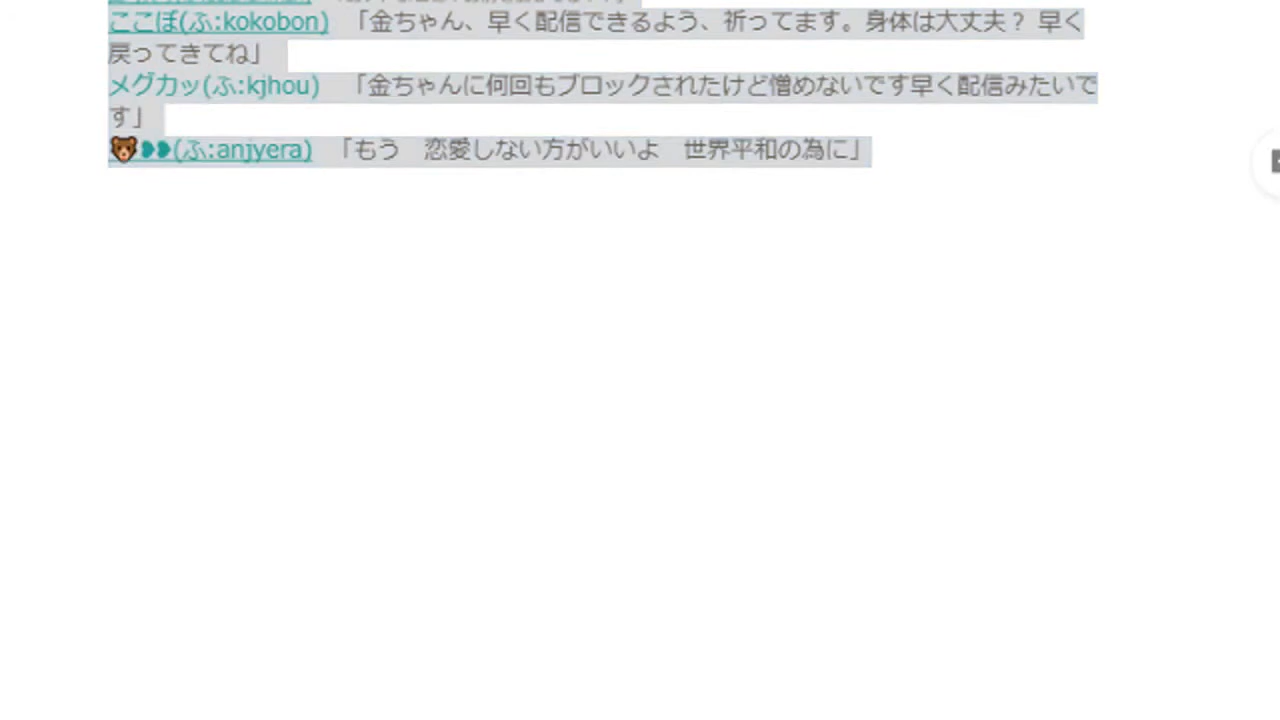 ここぼ(ふ:kokobon) 「金ちゃん、早く配信できるよう、祈ってます。身体は大丈夫？ 早く
戻ってきてね」
メグカッ(ふ:kjhou) 「金ちゃんに何回もブロックされたけど憎めないです早く配信みたいで
す」
🐻❥❥(ふ:anjyera) 「もう　恋愛しない方がいいよ　世界平和の為に」